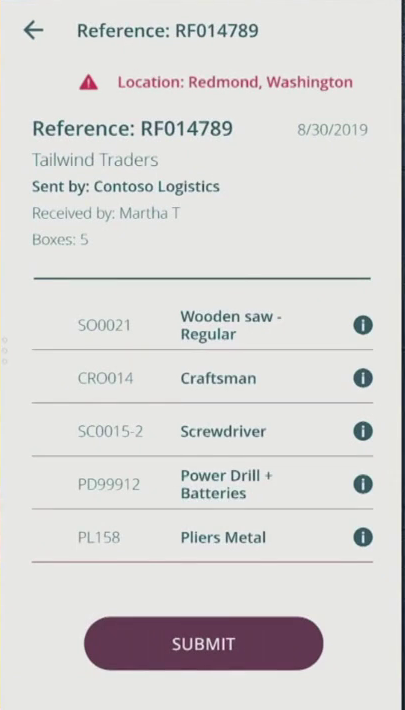 Reference: RF014789
Location: Redmond, Washington
Reference: RF014789 8/30/2019
Tailwind Traders
Sent by: Contoso Logistics
Received by: Martha T
Boxes: 5
SO0021 Wooden saw -
Regular
CRO014 Craftsman
SC0015-2 Screwdriver
PD99912 Power Drill +
Batteries
PL158 Pliers Metal
SUBMIT